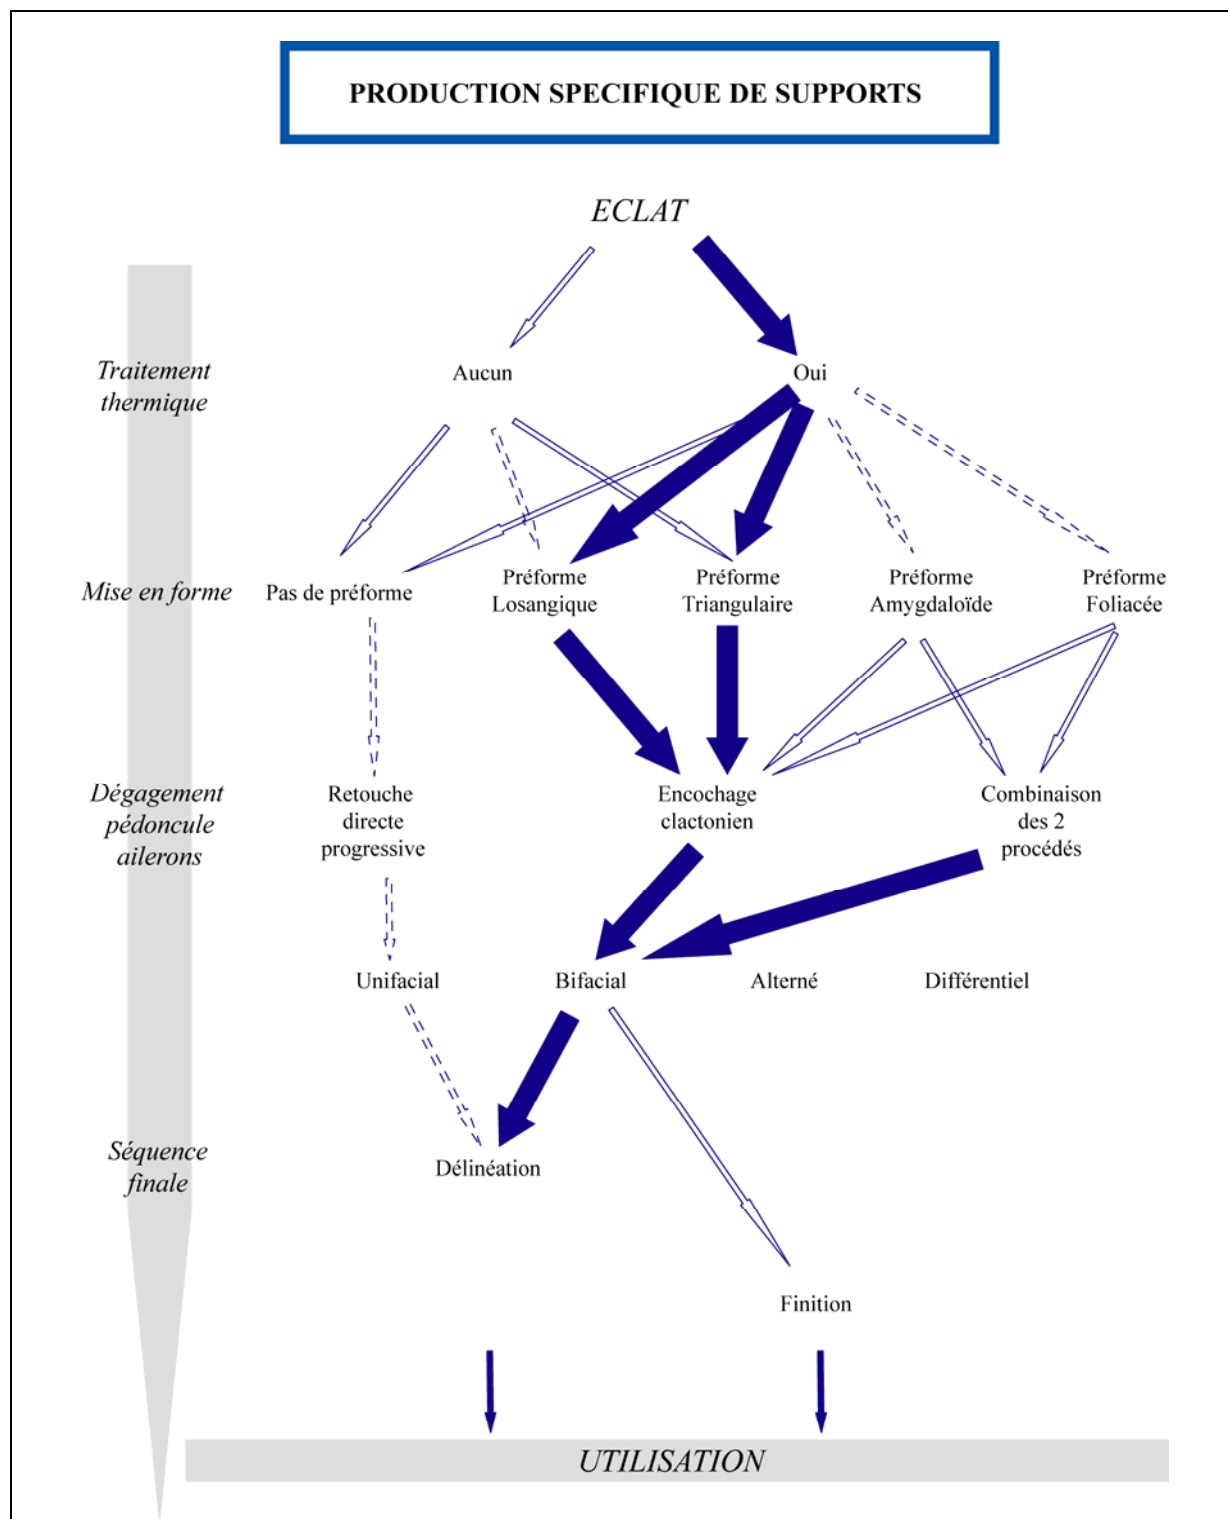 PRODUCTION SPECIFIQUE DE SUPPORTS
ECLAT
Traitement
thermique
Aucun
Oui
Mise en forme
Pas de préforme
Préforme
Losangique
Préforme
Triangulaire
Préforme
Amygdaloïde
Préforme
Foliacée
Dégagement
pédoncule
ailerons
Retouche
directe
progressive
Encochage
clactonien
Combinaison
des 2
procédés
Unifacial
Bifacial
Alterné
Différentiel
Séquence
finale
Délinéation
Finition
UTILISATION